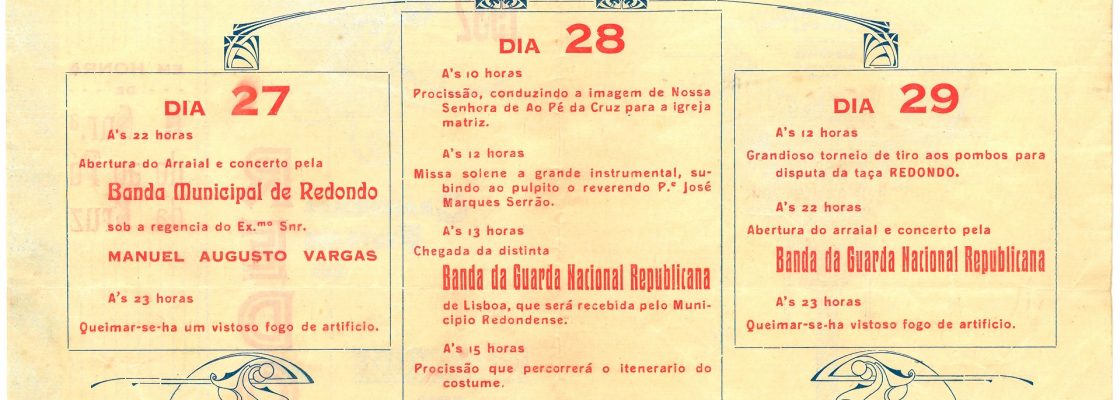 DIA 27
A's 22 horas
Abertura do Arraial e concerto pela
Banda Municipal de Redondo
sob a regencia do Ex.mo Snr.
MANUEL AUGUSTO VARGAS
A's 23 horas
Queimar-se-ha um vistoso fogo de artificio.
DIA 28
A's 10 horas
Procissão, conduzindo a imagem de Nossa
Senhora de Ao Pé da Cruz para a igreja
matriz.
A's 12 horas
Missa solene a grande instrumental, su-
bindo ao pulpito o reverendo P.e José
Marques Serrão.
A's 13 horas
Chegada da distinta
Banda da Guarda Nacional Republicana
de Lisboa, que será recebida pelo Muni-
cipio Redondense.
A's 15 horas
Procissão que percorrerá o itenerario do
costume.
DIA 29
A's 12 horas
Grandioso torneio de tiro aos pombos para
disputa da taça REDONDO.
A's 22 horas
Abertura do arraial e concerto pela
Banda da Guarda Nacional Republicana
A's 23 horas
Queimar-se-ha vistoso fogo de artificio.